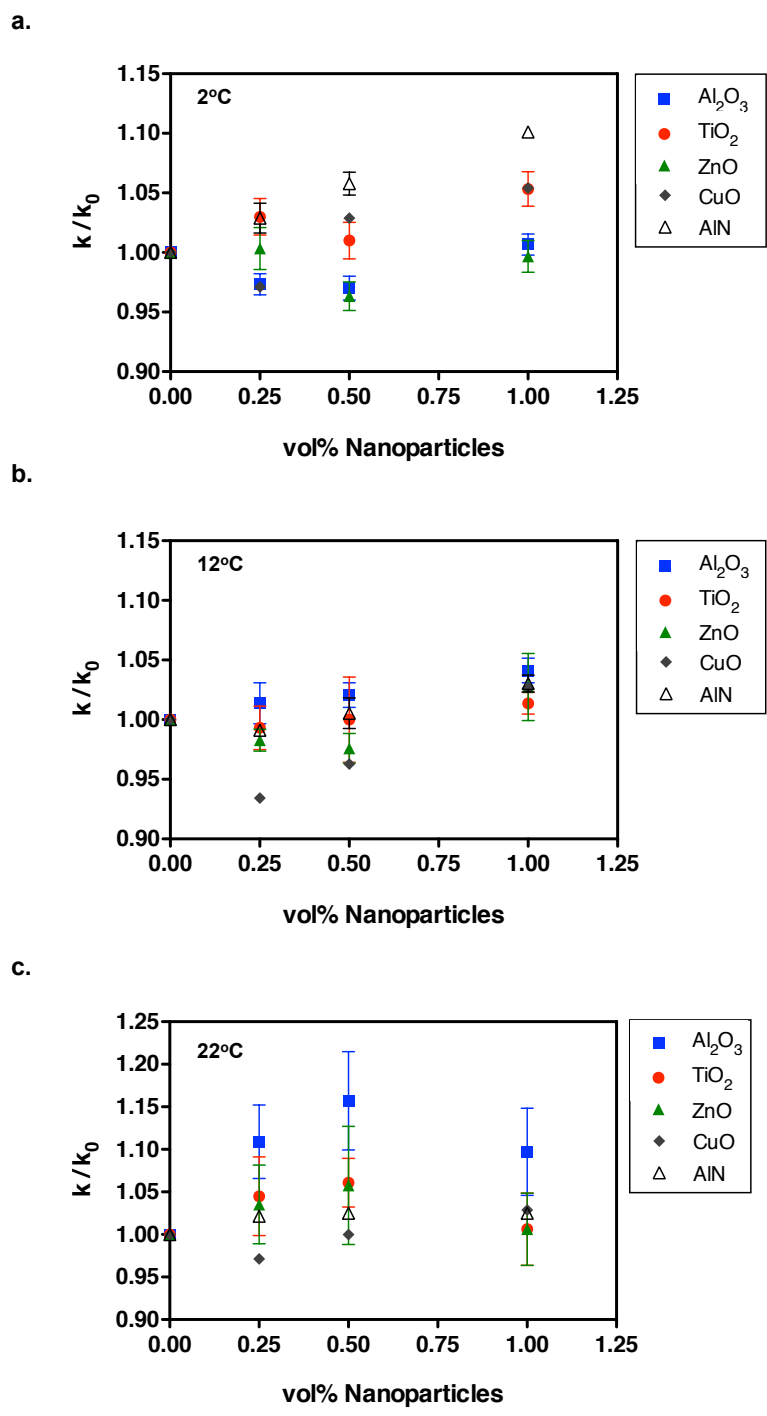 a.
1.15
1.10
1.05
1.00
0.95
0.90
k / k0
2oC
0.00 0.25 0.50 0.75 1.00 1.25
vol% Nanoparticles
Al2O3
TiO2
ZnO
CuO
AlN
b.
1.15
1.10
1.05
1.00
0.95
0.90
k / k0
12oC
0.00 0.25 0.50 0.75 1.00 1.25
vol% Nanoparticles
Al2O3
TiO2
ZnO
CuO
AlN
c.
1.25
1.20
1.15
1.10
1.05
1.00
0.95
0.90
k / k0
22oC
0.00 0.25 0.50 0.75 1.00 1.25
vol% Nanoparticles
Al2O3
TiO2
ZnO
CuO
AlN